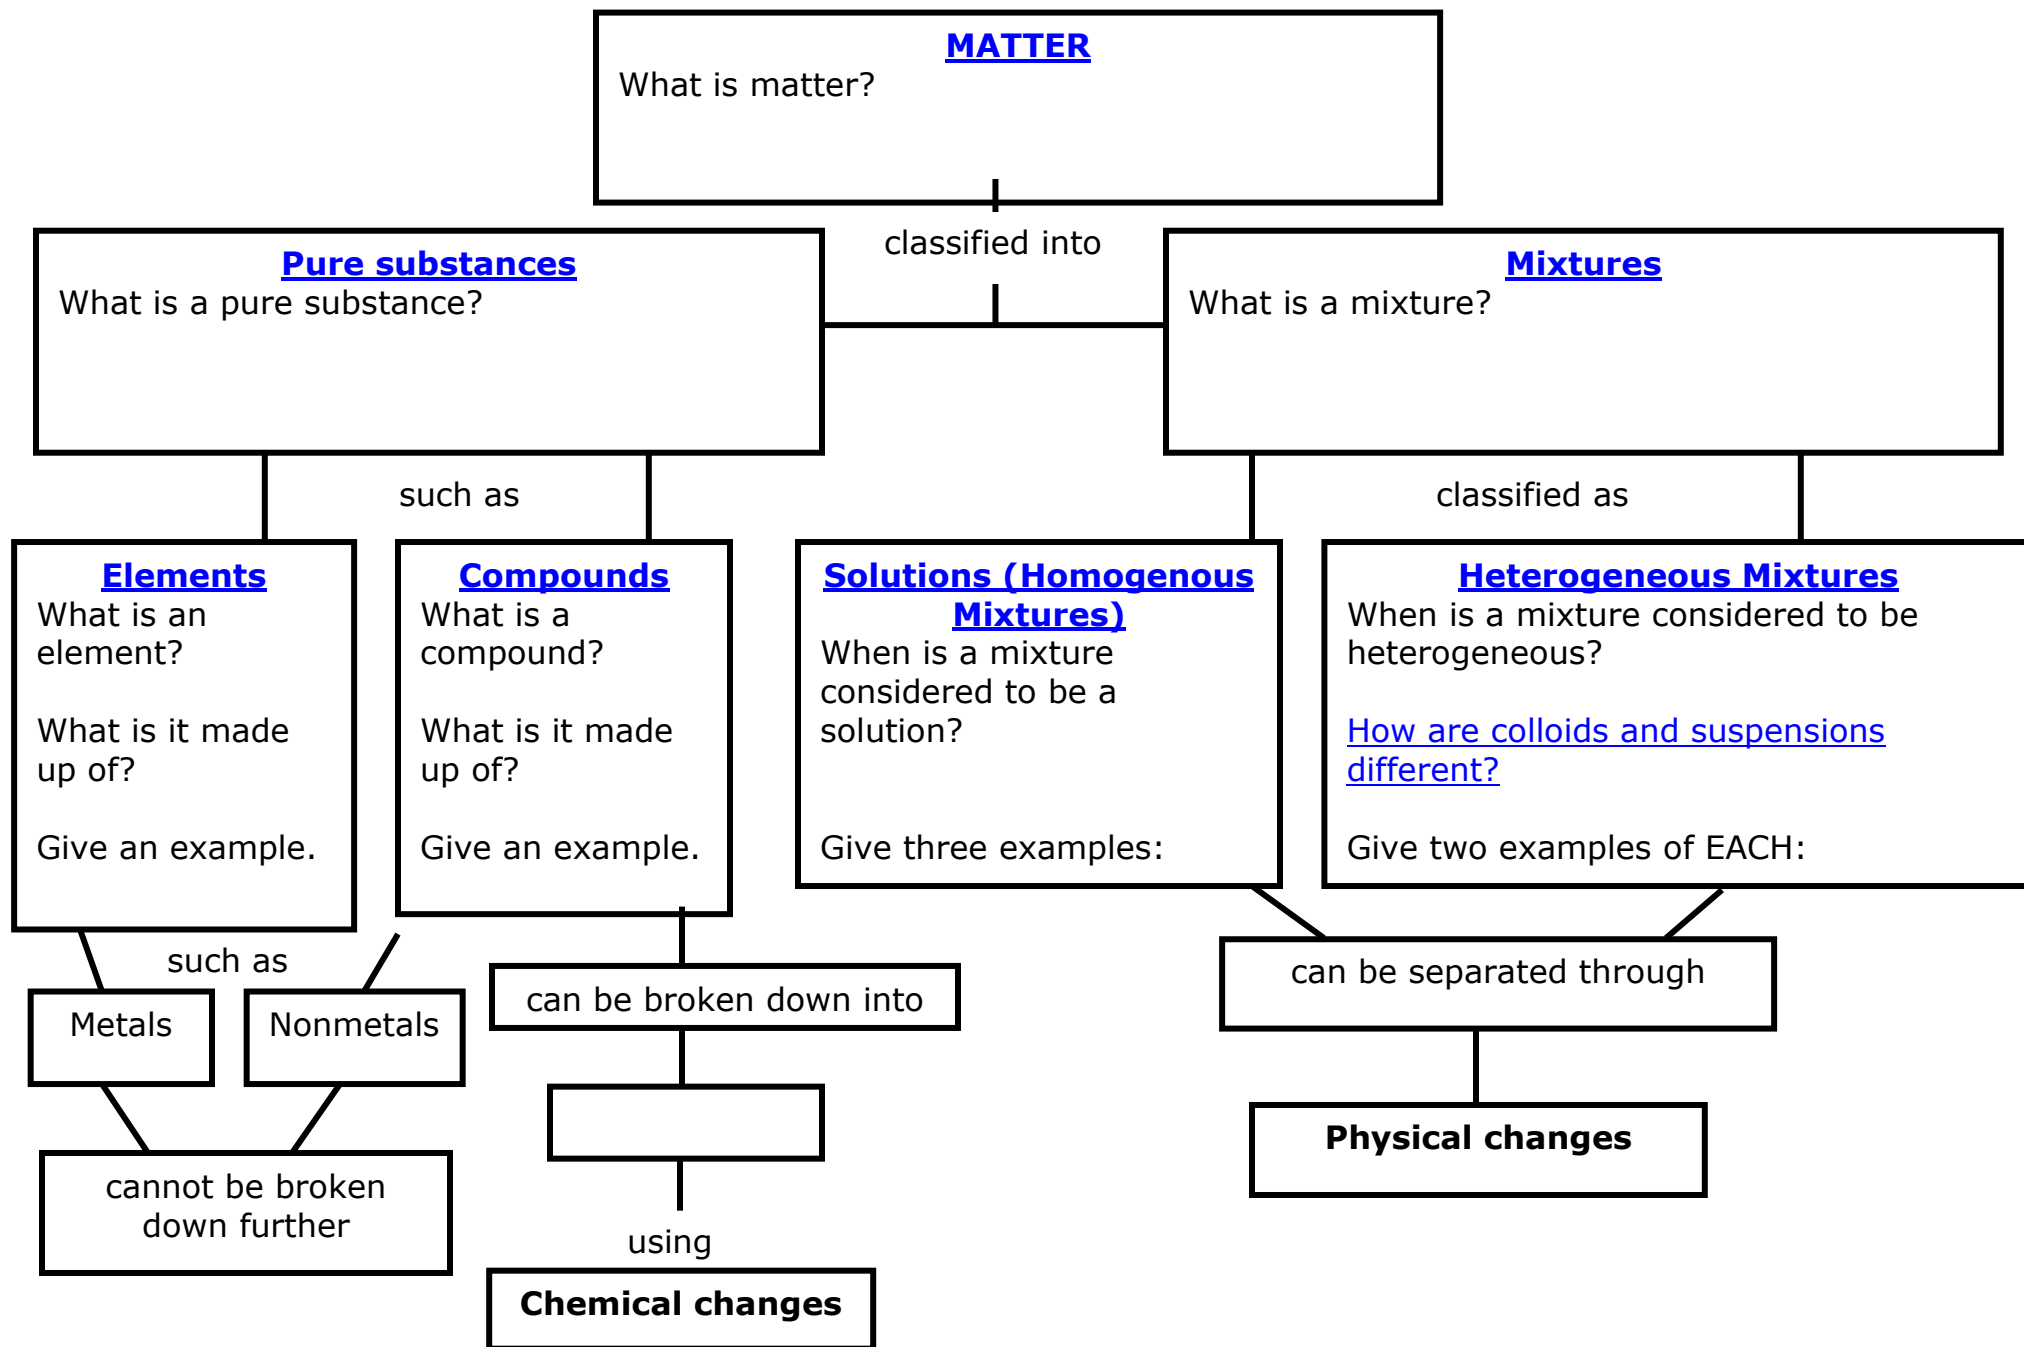 MATTER
What is matter?
classified into
Pure substances
What is a pure substance?
Mixtures
What is a mixture?
such as
classified as
Elements
What is an
element?
What is it made
up of?
Give an example.
Compounds
What is a
compound?
What is it made
up of?
Give an example.
Solutions (Homogenous
Mixtures)
When is a mixture
considered to be a
solution?
Give three examples:
Heterogeneous Mixtures
When is a mixture considered to be
heterogeneous?
How are colloids and suspensions
different?
Give two examples of EACH:
such as
Metals
Nonmetals
can be broken down into
can be separated through
cannot be broken
down further
Physical changes
using
Chemical changes